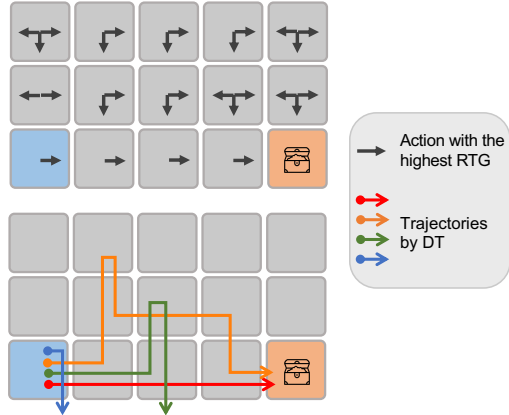 Action with the
highest RTG
Trajectories
by DT